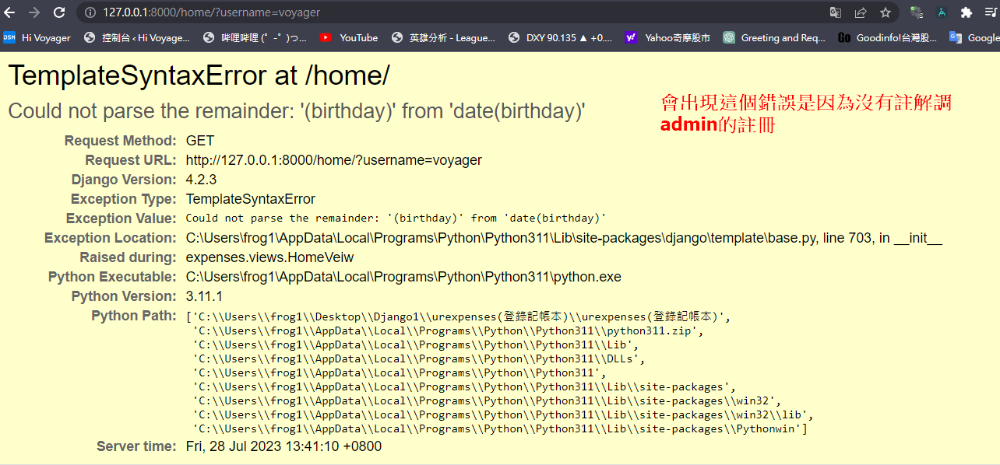 127.0.0.1:8000/home/?username=voyager
DSM Hi Voyager 控制台 ‹ Hi Voyage... 哔哩哔哩 (゜-゜)つ... YouTube 英雄分析 - League... DXY 90.135 ▲ +0.... y! Yahoo奇摩股市 Greeting and Req... Go Goodinfo!台灣股... Google
TemplateSyntaxError at /home/
Could not parse the remainder: '(birthday)' from 'date(birthday)'
會出現這個錯誤是因為沒有註解調
admin的註冊
Request Method: GET
Request URL: http://127.0.0.1:8000/home/?username=voyager
Django Version: 4.2.3
Exception Type: TemplateSyntaxError
Exception Value: Could not parse the remainder: '(birthday)' from 'date(birthday)'
Exception Location: C:\Users\frog1\AppData\Local\Programs\Python\Python311\Lib\site-packages\django\template\base.py, line 703, in __init__
Raised during: expenses.views.HomeVeiw
Python Executable: C:\Users\frog1\AppData\Local\Programs\Python\Python311\python.exe
Python Version: 3.11.1
Python Path: ['C:\\Users\\frog1\\Desktop\\Django1\\urexpenses(登錄記帳本)\\urexpenses(登錄記帳本)',
'C:\\Users\\frog1\\AppData\\Local\\Programs\\Python\\Python311\\python311.zip',
'C:\\Users\\frog1\\AppData\\Local\\Programs\\Python\\Python311\\Lib',
'C:\\Users\\frog1\\AppData\\Local\\Programs\\Python\\Python311\\DLLs',
'C:\\Users\\frog1\\AppData\\Local\\Programs\\Python\\Python311',
'C:\\Users\\frog1\\AppData\\Local\\Programs\\Python\\Python311\\Lib\\site-packages',
'C:\\Users\\frog1\\AppData\\Local\\Programs\\Python\\Python311\\Lib\\site-packages\\win32',
'C:\\Users\\frog1\\AppData\\Local\\Programs\\Python\\Python311\\Lib\\site-packages\\win32\\lib',
'C:\\Users\\frog1\\AppData\\Local\\Programs\\Python\\Python311\\Lib\\site-packages\\Pythonwin']
Server time: Fri, 28 Jul 2023 13:41:10 +0800